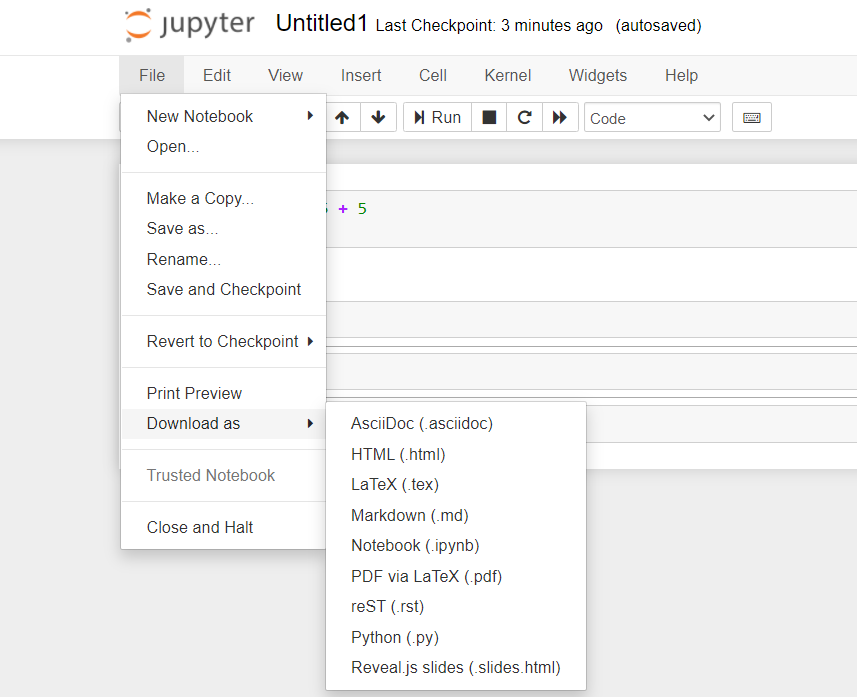 jupyter Untitled1 Last Checkpoint: 3 minutes ago (autosaved)
File Edit View Insert Cell Kernel Widgets Help
Run Code
New Notebook
Open...
Make a Copy...
Save as...
Rename...
Save and Checkpoint
Revert to Checkpoint
Print Preview
Download as
Trusted Notebook
Close and Halt
+ 5
AsciiDoc (.asciidoc)
HTML (.html)
LaTeX (.tex)
Markdown (.md)
Notebook (.ipynb)
PDF via LaTeX (.pdf)
reST (.rst)
Python (.py)
Reveal.js slides (.slides.html)